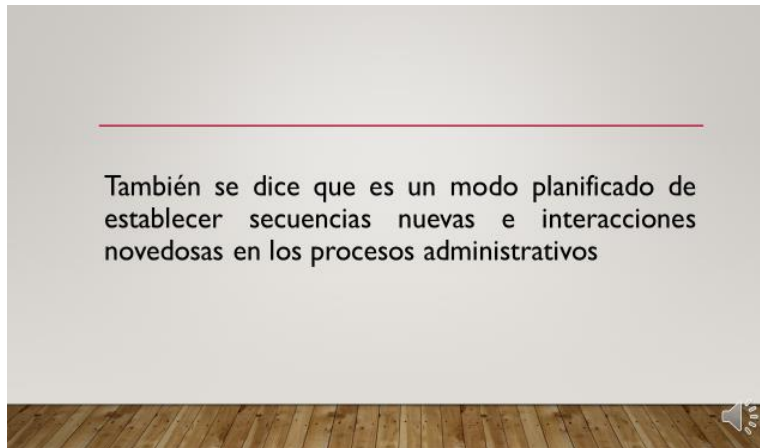 También se dice que es un modo planificado de
establecer secuencias nuevas e interacciones
novedosas en los procesos administrativos